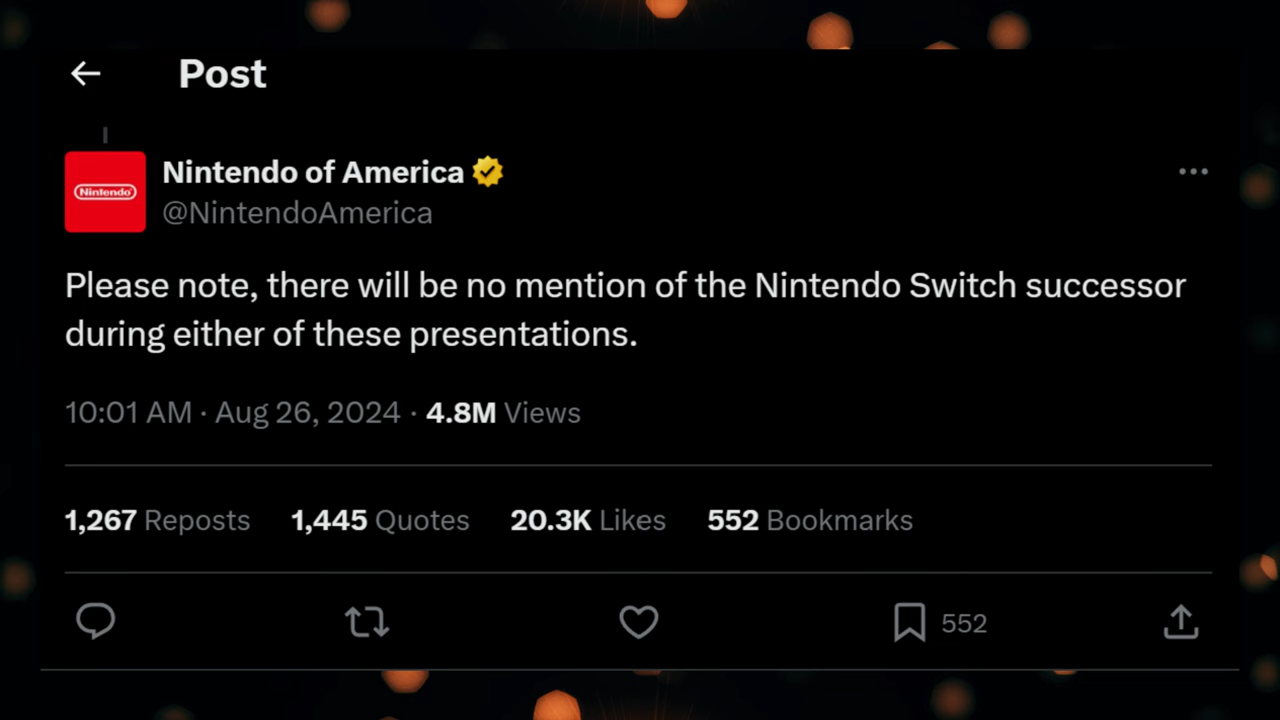 Post
Nintendo
Nintendo of America
@NintendoAmerica
Please note, there will be no mention of the Nintendo Switch successor
during either of these presentations.
10:01 AM · Aug 26, 2024 · 4.8M Views
1,267 Reposts 1,445 Quotes 20.3K Likes 552 Bookmarks
552